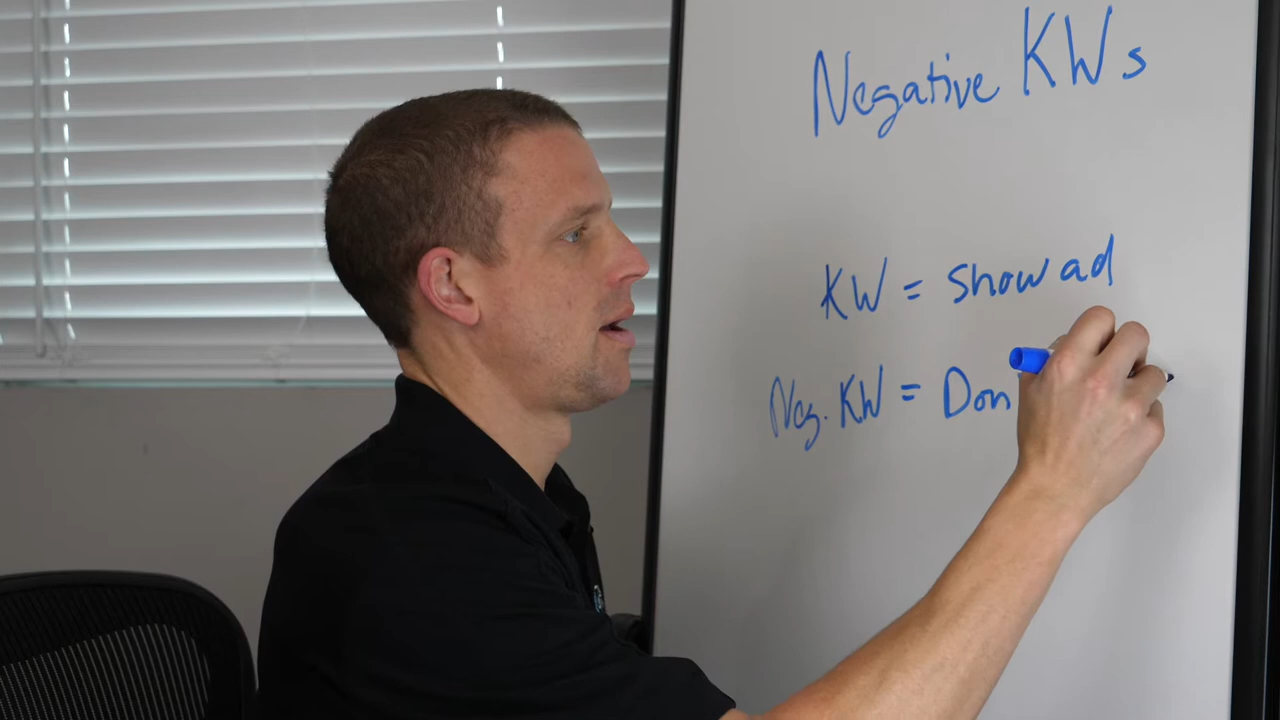 Negative KWs
KW = Show ad
Neg. KW = Don